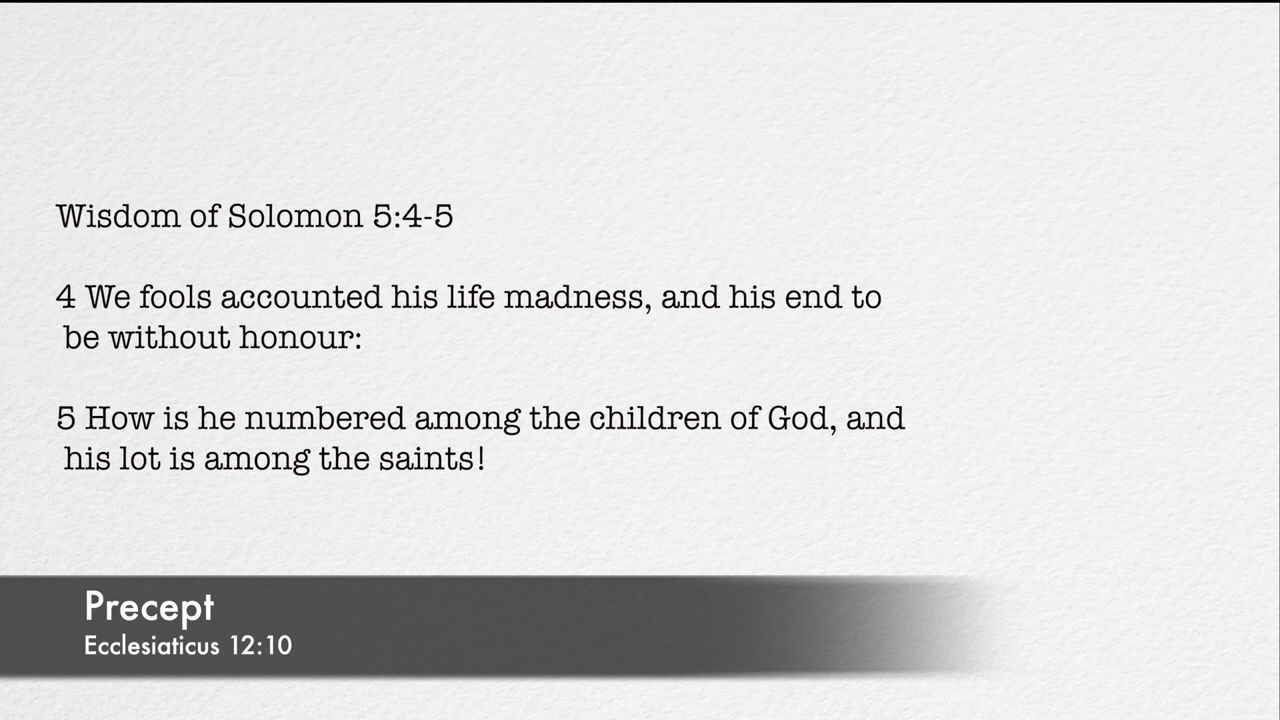 Wisdom of Solomon 5:4-5
4 We fools accounted his life madness, and his end to
be without honour:
5 How is he numbered among the children of God, and
his lot is among the saints!
Precept
Ecclesiaticus 12:10